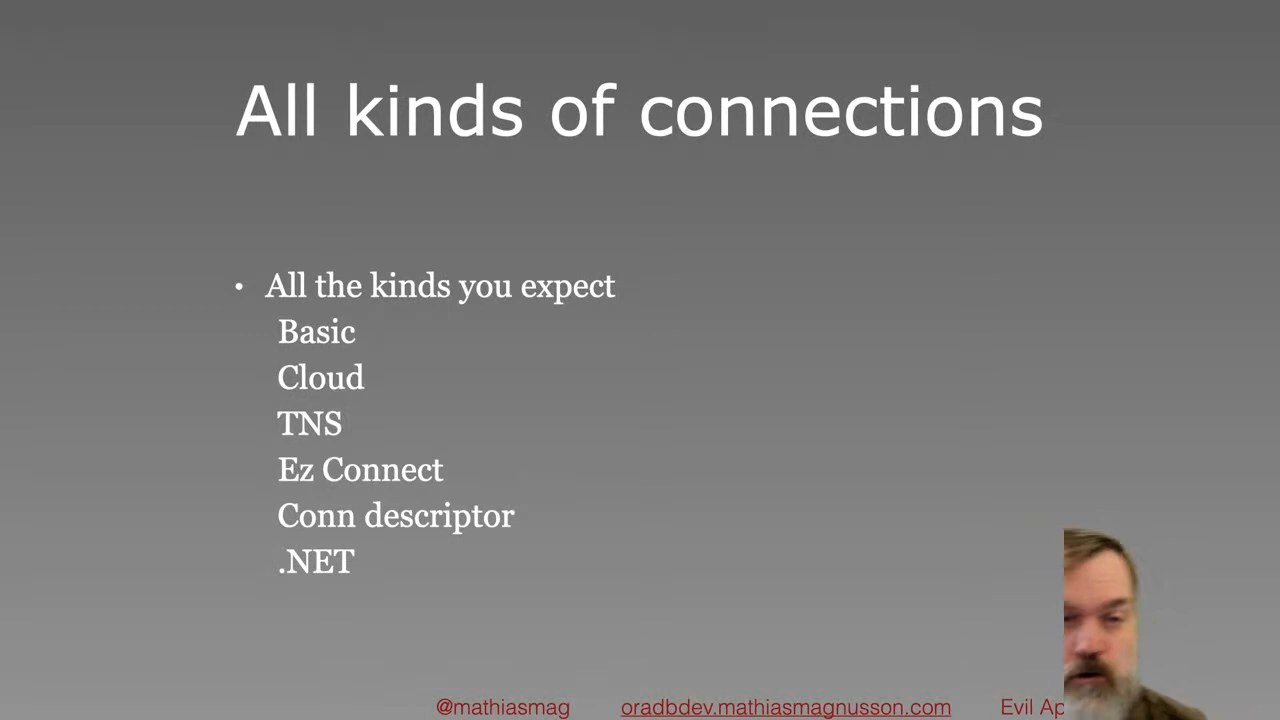 All kinds of connections
• All the kinds you expect
Basic
Cloud
TNS
Ez Connect
Conn descriptor
.NET
@mathiasmag oradbdev.mathiasmagnusson.com Evil